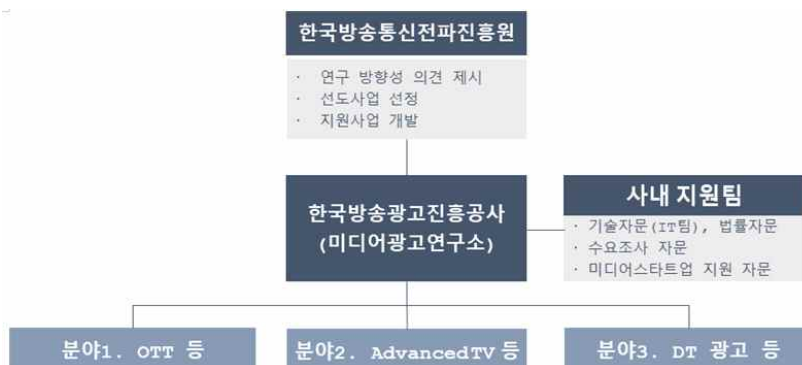 한국방송통신전파진흥원
· 연구 방향성 의견 제시
· 선도사업 선정
· 지원사업 개발
한국방송광고진흥공사
(미디어광고연구소)
사내 지원팀
· 기술자문(IT팀), 법률자문
· 수요조사 자문
· 미디어스타트업 지원 자문
분야1. OTT 등
분야2. AdvancedTV 등
분야3. DT 광고 등